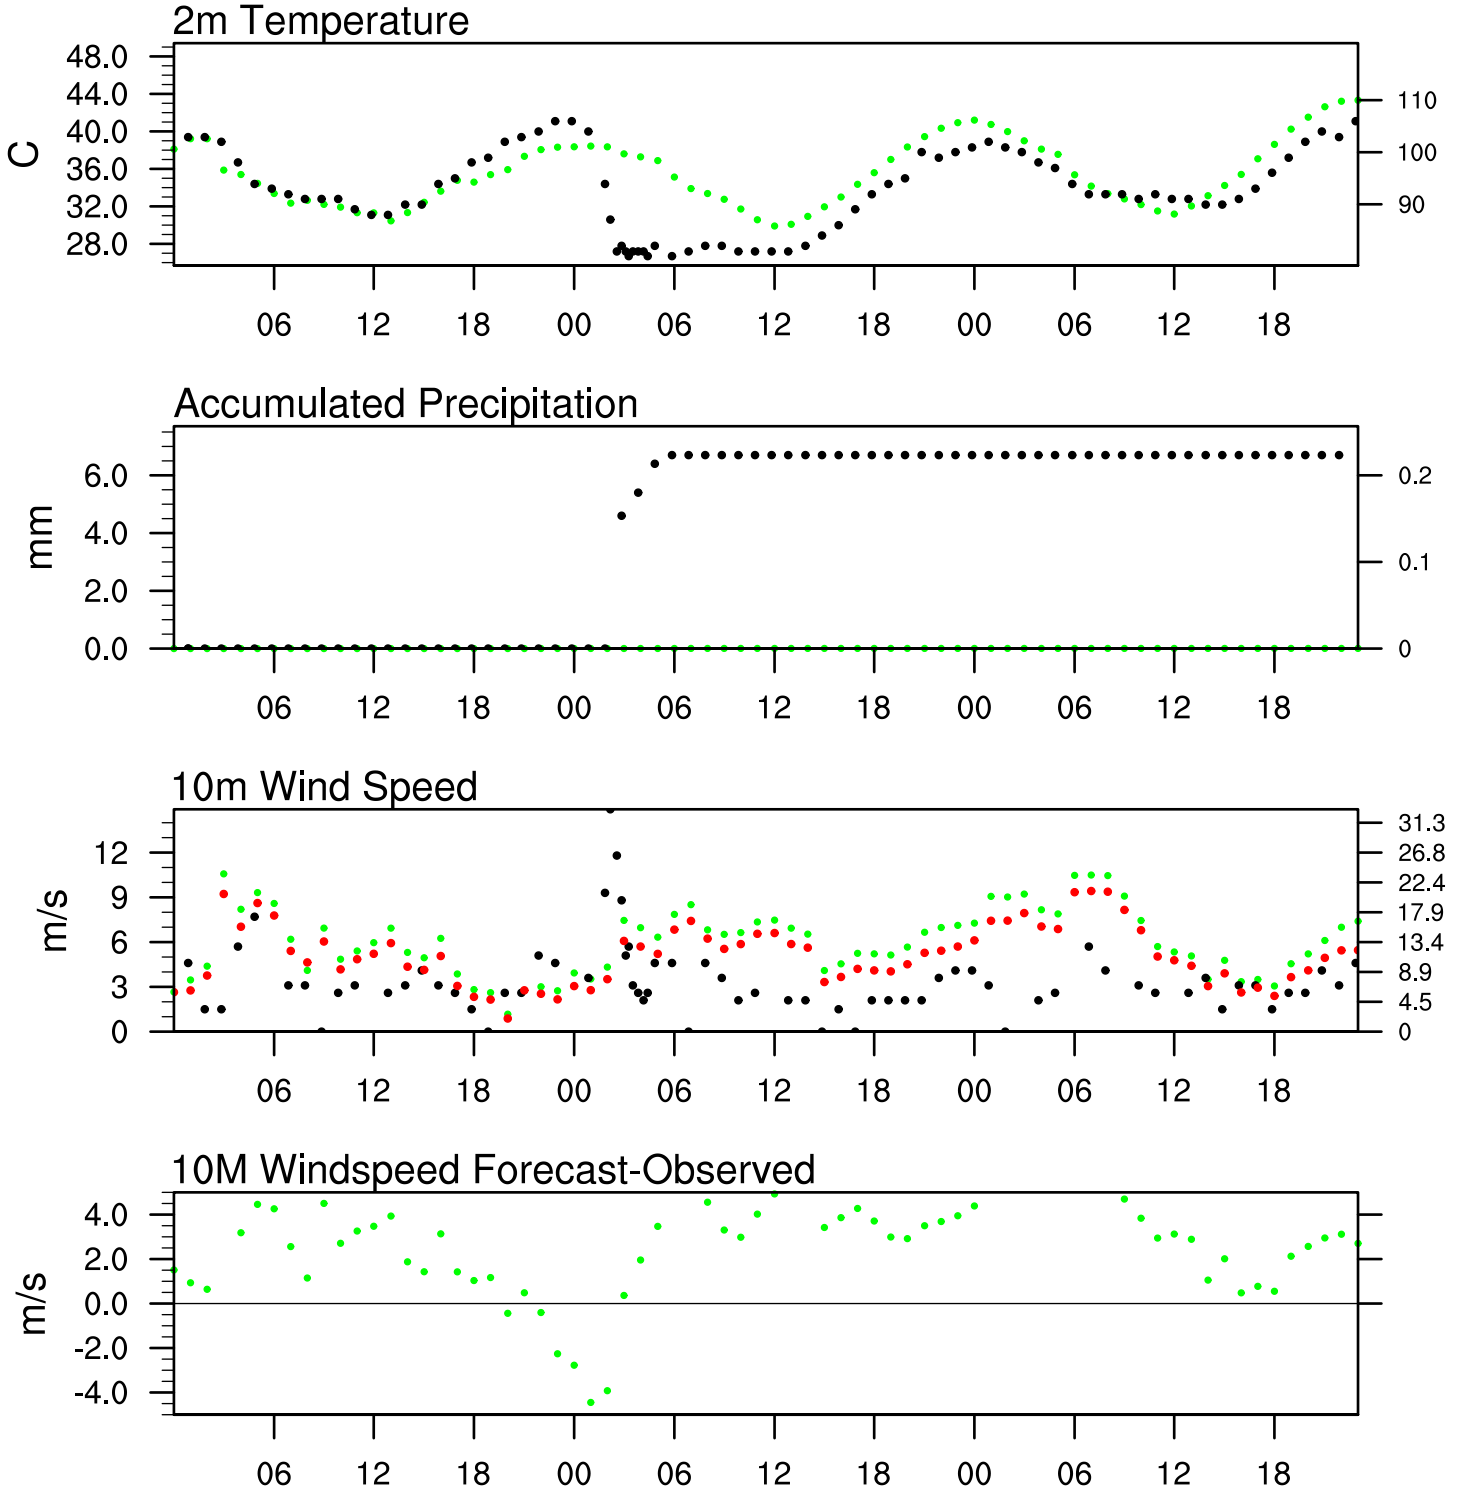 2m Temperature
48.0
44.0
110
40.0
C
100
36.0
32.0
90
28.0
06 12 18 00 06 12 18 00 06 12 18
Accumulated Precipitation
6.0
0.2
mm
4.0
0.1
2.0
0.0
0
06 12 18 00 06 12 18 00 06 12 18
10m Wind Speed
31.3
12
26.8
m/s
9
22.4
17.9
6
13.4
8.9
3
4.5
0
0
06 12 18 00 06 12 18 00 06 12 18
10M Windspeed Forecast-Observed
4.0
2.0
m/s
0.0
-2.0
-4.0
06 12 18 00 06 12 18 00 06 12 18